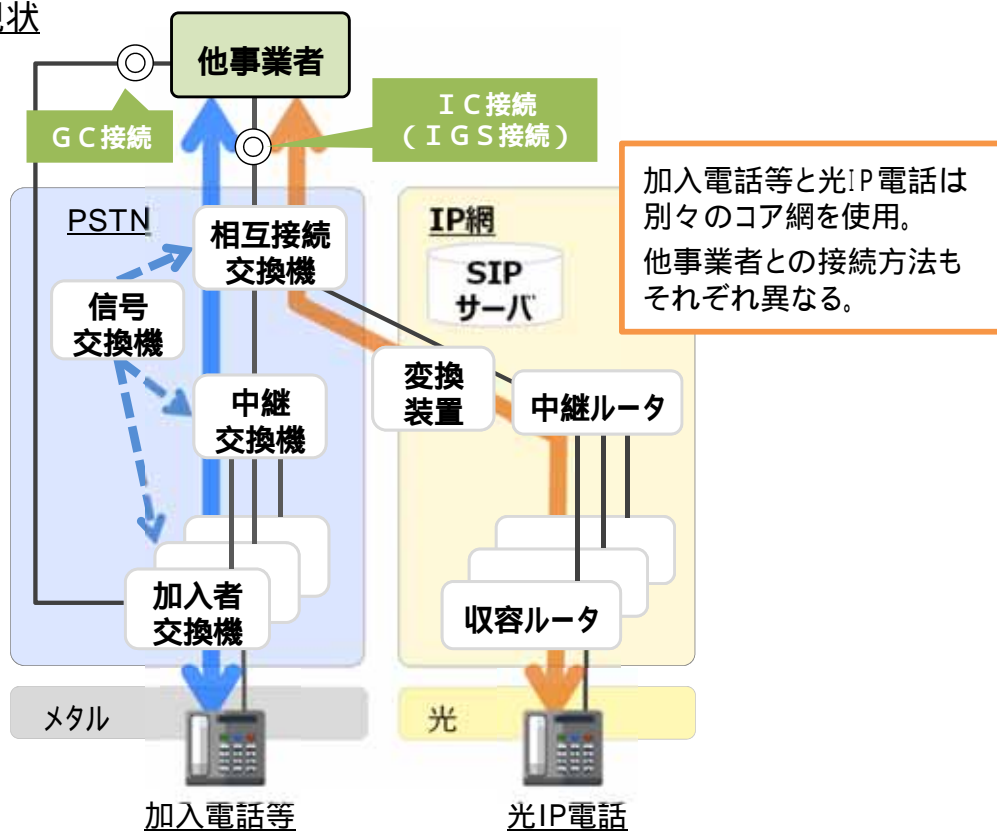 現状
他事業者
GC接続
IC接続
(IGS接続)
加入電話等と光IP電話は
別々のコア網を使用。
他事業者との接続方法も
それぞれ異なる。
PSTN
相互接続
交換機
信号
交換機
中継
交換機
加入者
交換機
IP網
SIP
サーバ
変換
装置
中継ルータ
収容ルータ
メタル
光
加入電話等
光IP電話